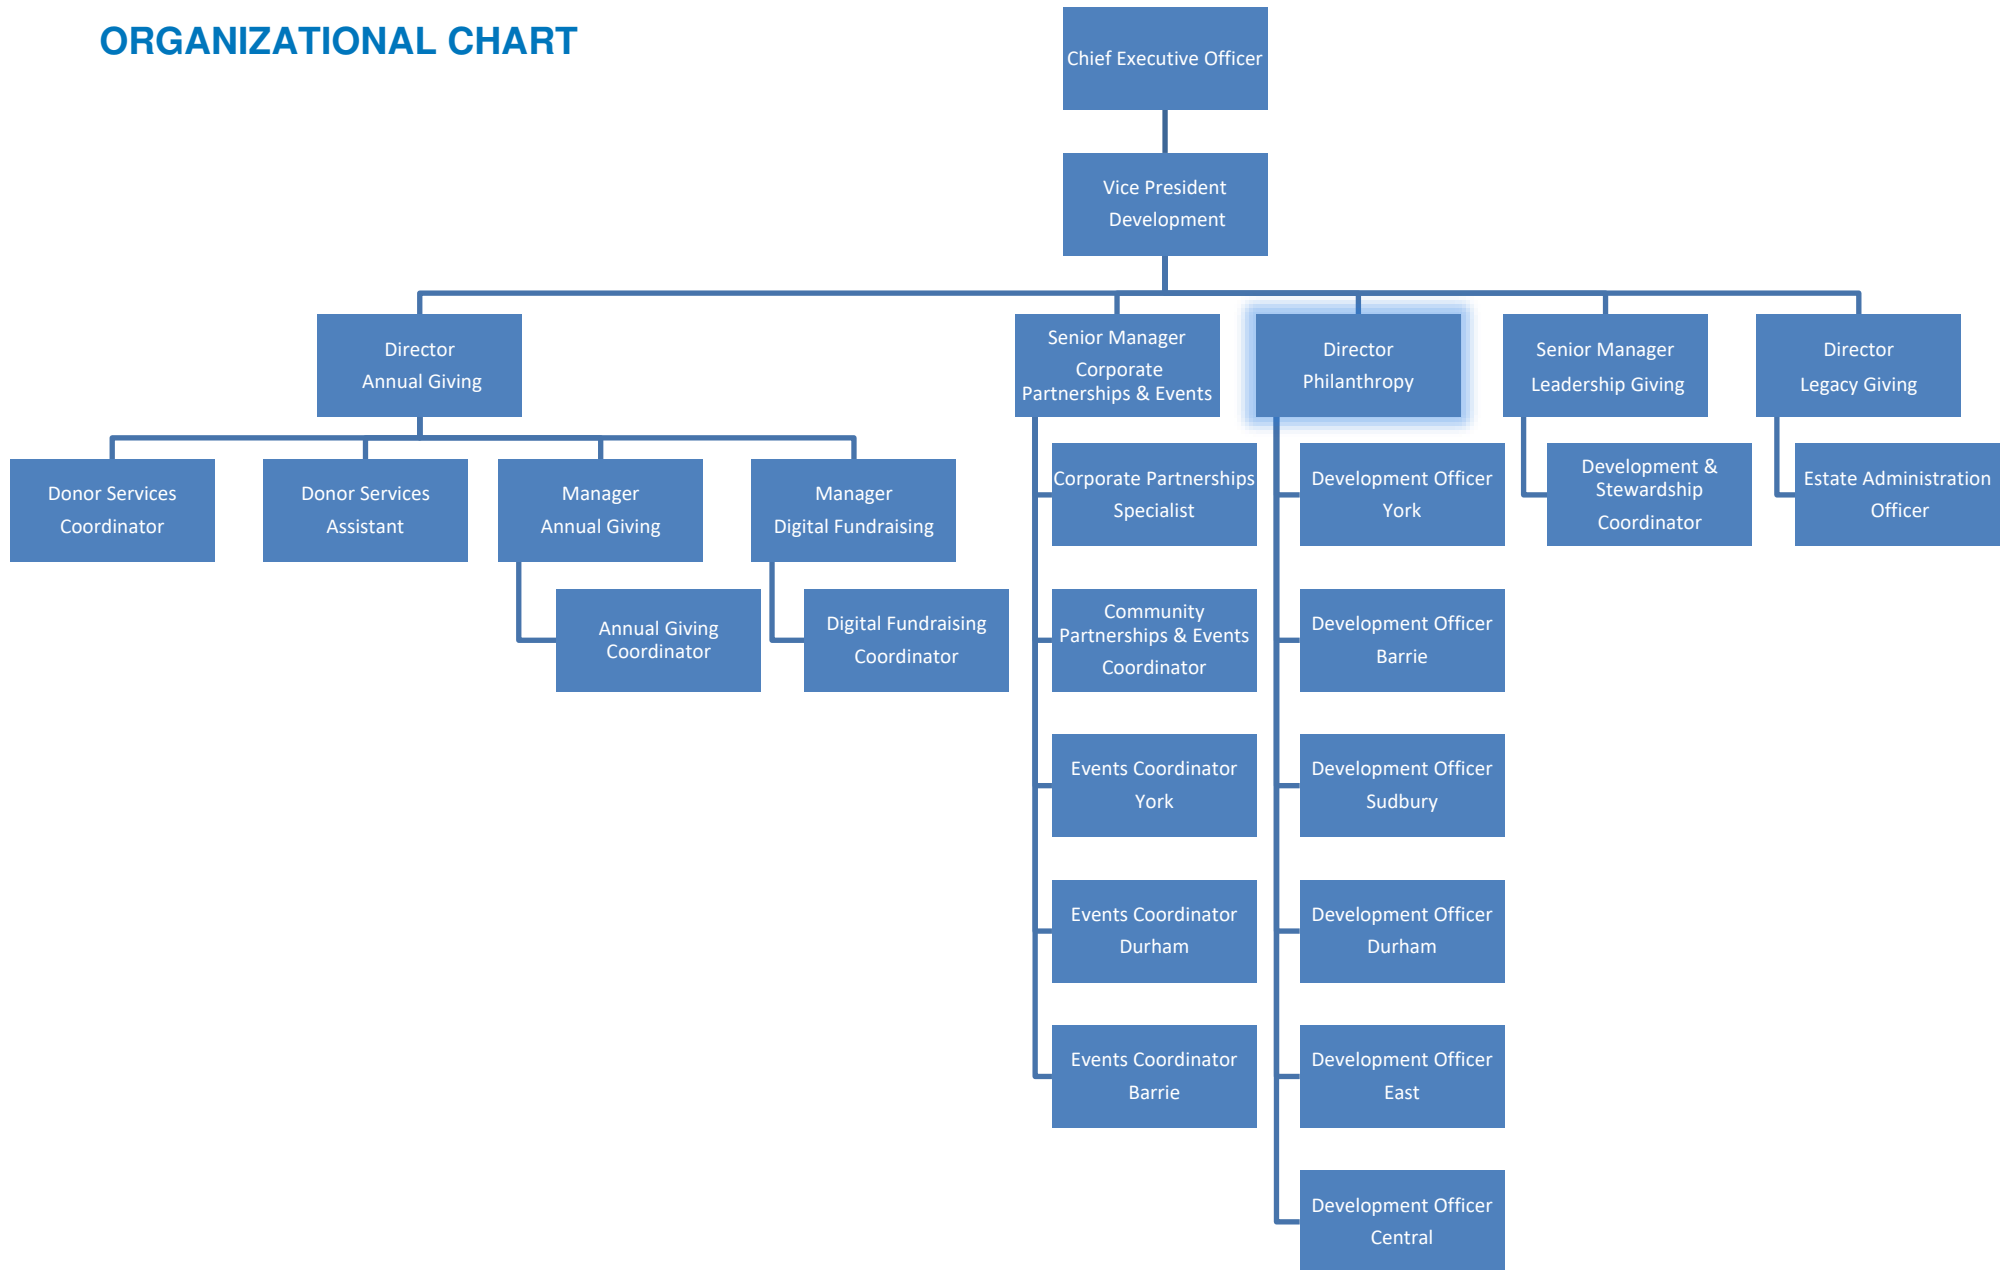 ORGANIZATIONAL CHART
Chief Executive Officer
Vice President
Development
Director
Annual Giving
Senior Manager
Corporate
Partnerships & Events
Director
Philanthropy
Senior Manager
Leadership Giving
Director
Legacy Giving
Donor Services
Coordinator
Donor Services
Assistant
Manager
Annual Giving
Manager
Digital Fundraising
Annual Giving
Coordinator
Digital Fundraising
Coordinator
Corporate Partnerships
Specialist
Community
Partnerships & Events
Coordinator
Events Coordinator
York
Events Coordinator
Durham
Events Coordinator
Barrie
Development Officer
York
Development Officer
Barrie
Development Officer
Sudbury
Development Officer
Durham
Development Officer
East
Development Officer
Central
Development &
Stewardship
Coordinator
Estate Administration
Officer